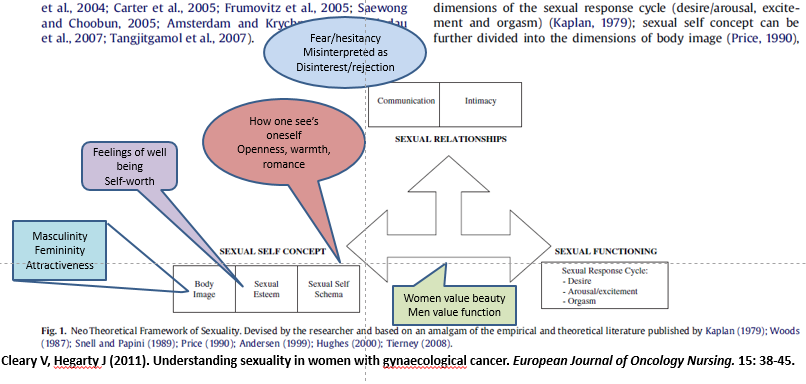 et al., 2004; Carter et al., 2005; Frumovitz et al., 2005; Saewong
and Choobun, 2005; Amsterdam and
et al., 2007; Tangjitgamol et al., 2007).
dimensions of the sexual response cycle (desire/arousal, excite-
ment and orgasm) (Kaplan, 1979); sexual self concept can be
further divided into the dimensions of body image (Price, 1990),
Fear/hesitancy
Misinterpreted as
Disinterest/rejection
Communication
Intimacy
SEXUAL RELATIONSHIPS
How one see's
oneself
Openness, warmth,
romance
Feelings of well
being
Self-worth
Masculinity
Femininity
Attractiveness
SEXUAL SELF CONCEPT
Body
Image
Sexual
Esteem
Sexual Self
Schema
SEXUAL FUNCTIONING
Sexual Response Cycle:
- Desire
- Arousal/excitement
- Orgasm
Women value beauty
Men value function
Fig. 1. Neo Theoretical Framework of Sexuality. Devised by the researcher and based on an amalgam of the empirical and theoretical literature published by Kaplan (1979); Woods
(1987); Snell and Papini (1989); Price (1990); Andersen (1999); Hughes (2000); Tierney (2008).
Cleary V, Hegarty J (2011). Understanding sexuality in women with gynaecological cancer. European Journal of Oncology Nursing. 15: 38-45.